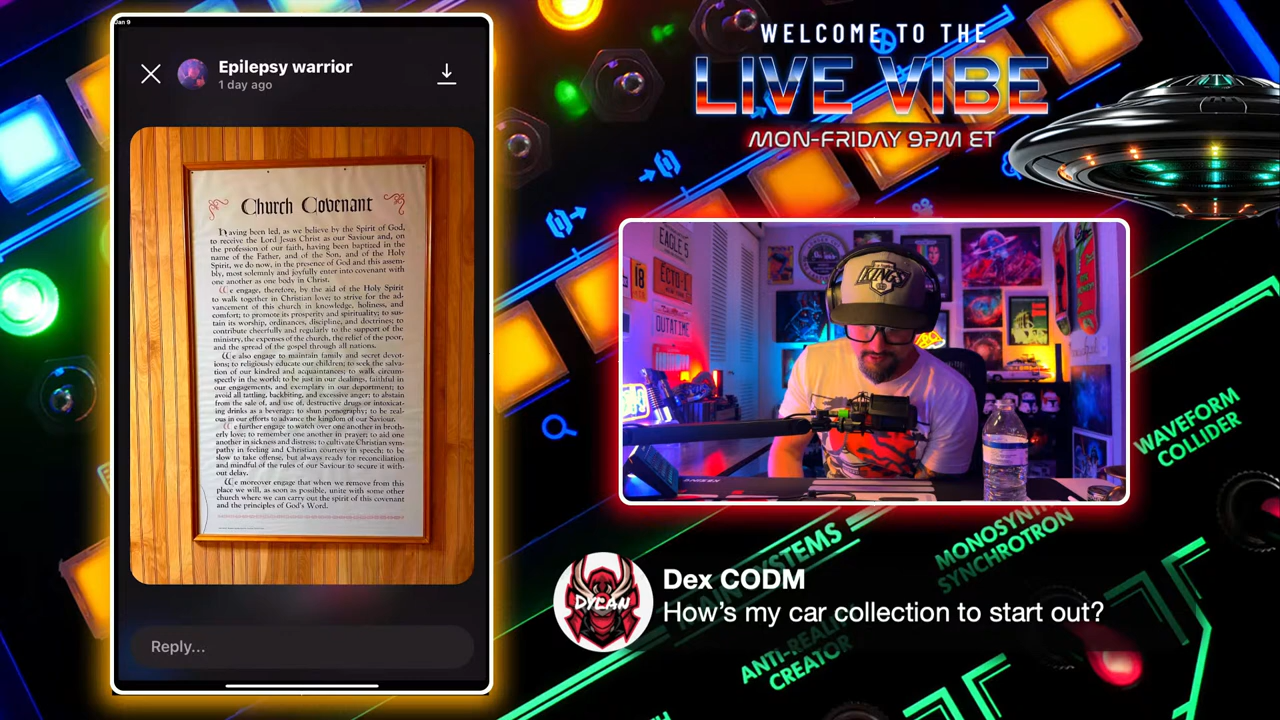 Jan 9
Epilepsy warrior
1 day ago
Church Covenant
Having been led, as we believe by the Spirit of God,
to receive the Lord Jesus Christ as our Saviour and, on
the profession of our faith, having been baptized in the
name of the Father, and of the Son, and of the Holy
Spirit, we do now, in the presence of God and this assem-
bly, most solemnly and joyfully enter into covenant with
one another as one body in Christ.
We engage, therefore, by the aid of the Holy Spirit
to walk together in Christian love; to strive for the ad-
vancement of this church in knowledge, holiness, and
comfort; to promote its prosperity and spirituality; to sus-
tain its worship, ordinances, discipline, and doctrines; to
contribute cheerfully and regularly to the support of the
ministry, the expenses of the church, the relief of the poor,
and the spread of the gospel through all nations.
We also engage to maintain family and secret devot-
ions; to religiously educate our children; to seek the salva-
tion of our kindred and acquaintances; to walk circum-
spectly in the world; to be just in our dealings, faithful in
our engagements, and exemplary in our deportment; to
avoid all tattling, backbiting, and excessive anger; to abstain
from the sale of, and use of, destructive drugs or intoxicat-
ing drinks as a beverage; to shun pornography; to be zeal-
ous in our efforts to advance the kingdom of our Saviour.
We further engage to watch over one another in broth-
erly love; to remember one another in prayer; to aid one
another in sickness and distress; to cultivate Christian sym-
pathy in feeling and Christian courtesy in speech; to be
slow to take offense, but always ready for reconciliation
and mindful of the rules of our Saviour to secure it with-
out delay.
We moreover engage that when we remove from this
place we will, as soon as possible, unite with some other
church where we can carry out the spirit of this covenant
and the principles of God's Word.
Reply...
WELCOME TO THE
LIVE VIBE
MON-FRIDAY 9PM ET
EAGLE 5
18
ECTO-1
OUTATIME
KINGS
DYCAN
Dex CODM
How's my car collection to start out?
WAVEFORM
COLLIDER
SYSTEMS
MONOSYNTH
SYNCHROTRON
CREATOR